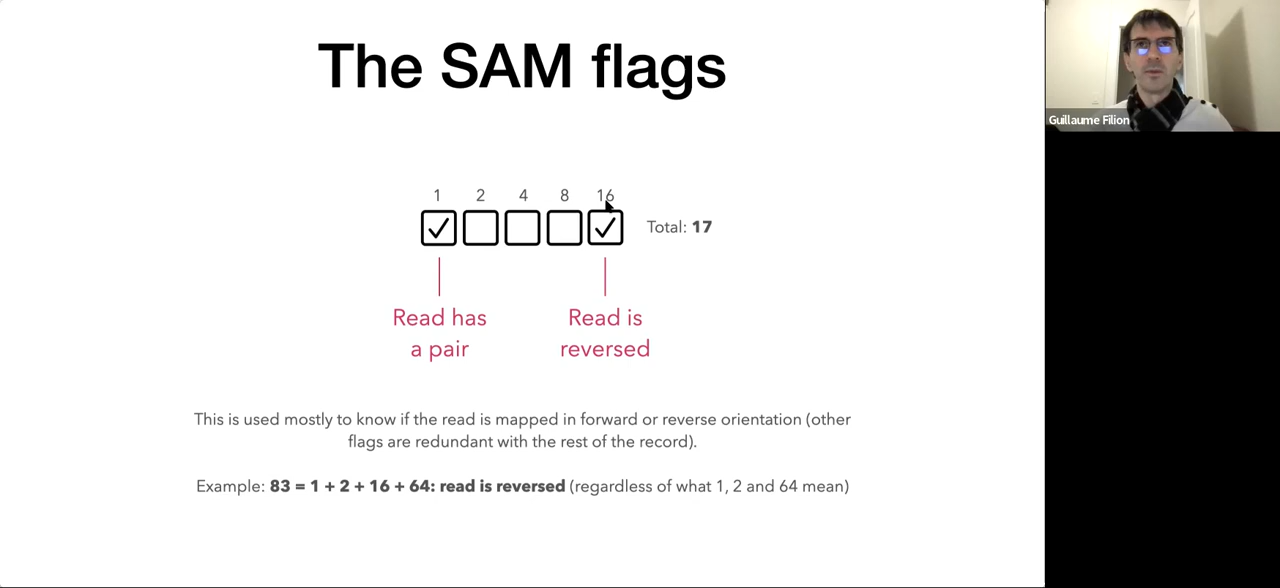 The SAM flags
1 2 4 8 16
Total: 17
Read has
a pair
Read is
reversed
This is used mostly to know if the read is mapped in forward or reverse orientation (other
flags are redundant with the rest of the record).
Example: 83 = 1 + 2 + 16 + 64: read is reversed (regardless of what 1, 2 and 64 mean)
Guillaume Filion